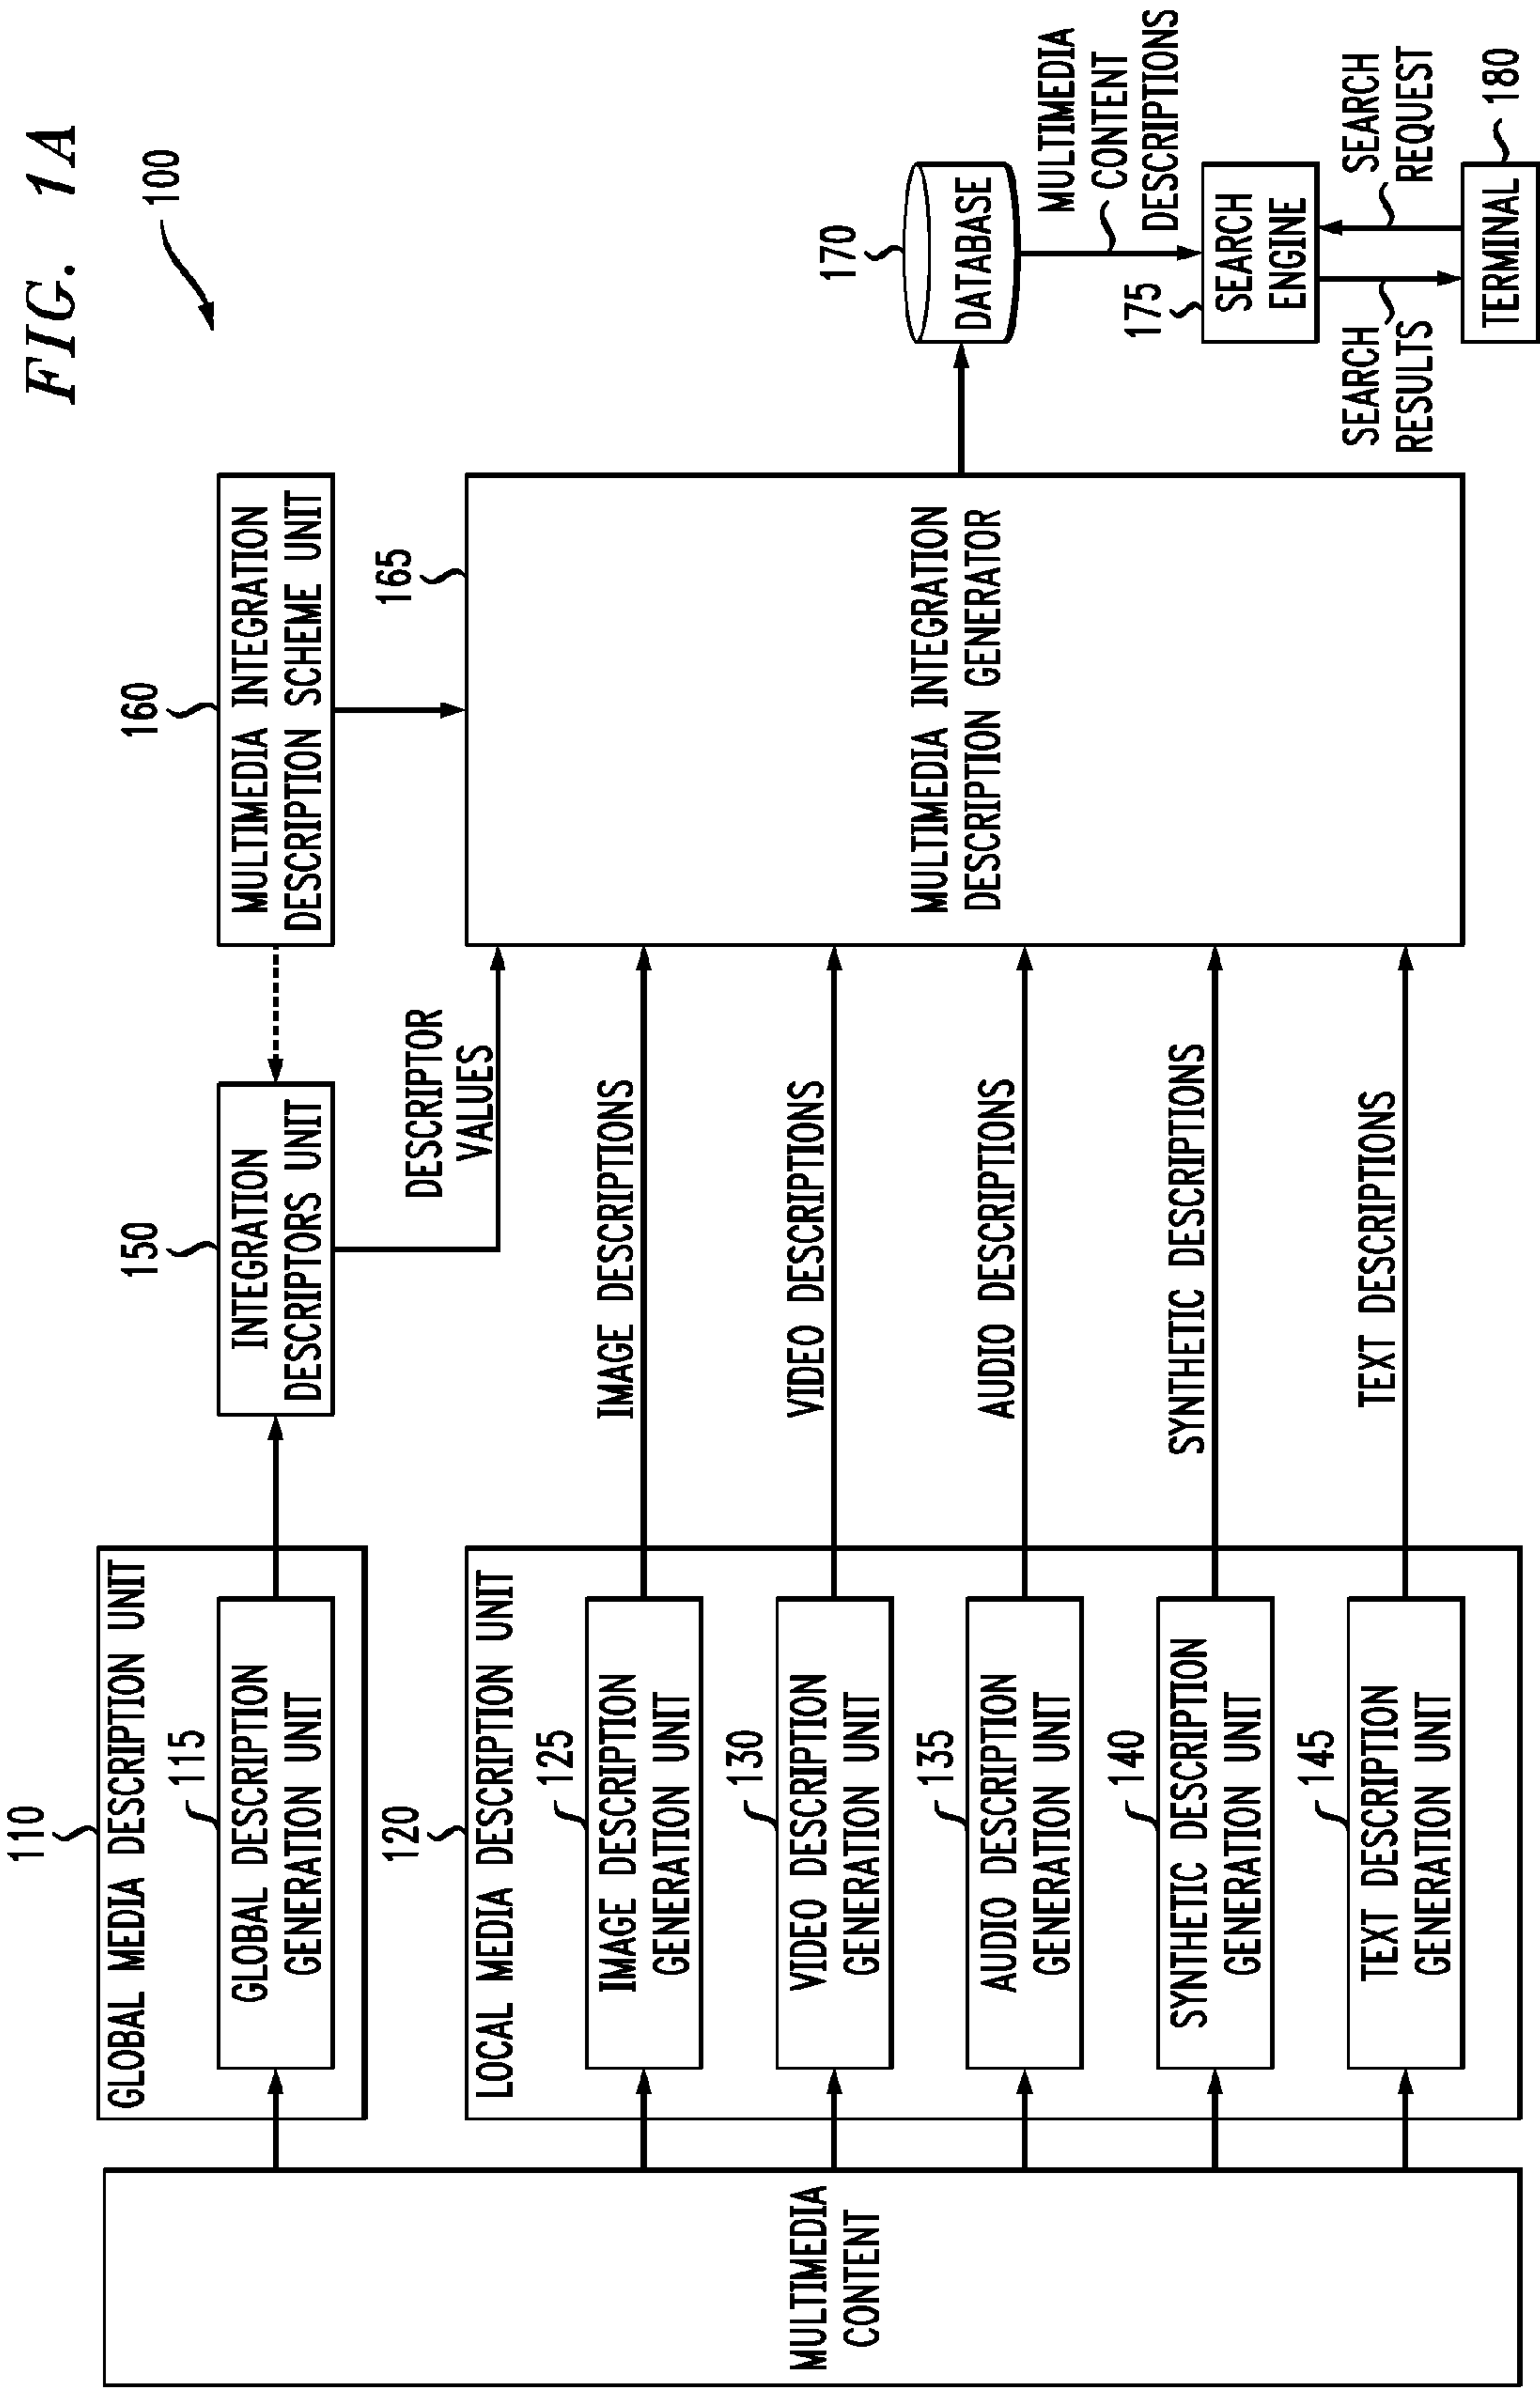 FIG. 1A
100
MULTIMEDIA
CONTENT
110
GLOBAL MEDIA DESCRIPTION UNIT
115
GLOBAL DESCRIPTION
GENERATION UNIT
120
LOCAL MEDIA DESCRIPTION UNIT
125
IMAGE DESCRIPTION
GENERATION UNIT
130
VIDEO DESCRIPTION
GENERATION UNIT
135
AUDIO DESCRIPTION
GENERATION UNIT
140
SYNTHETIC DESCRIPTION
GENERATION UNIT
145
TEXT DESCRIPTION
GENERATION UNIT
150
INTEGRATION
DESCRIPTORS UNIT
DESCRIPTOR
VALUES
IMAGE DESCRIPTIONS
VIDEO DESCRIPTIONS
AUDIO DESCRIPTIONS
SYNTHETIC DESCRIPTIONS
TEXT DESCRIPTIONS
160
MULTIMEDIA INTEGRATION
DESCRIPTION SCHEME UNIT
165
MULTIMEDIA INTEGRATION
DESCRIPTION GENERATOR
170
DATABASE
MULTIMEDIA
CONTENT
DESCRIPTIONS
175
SEARCH
ENGINE
SEARCH
RESULTS
SEARCH
REQUEST
TERMINAL
180